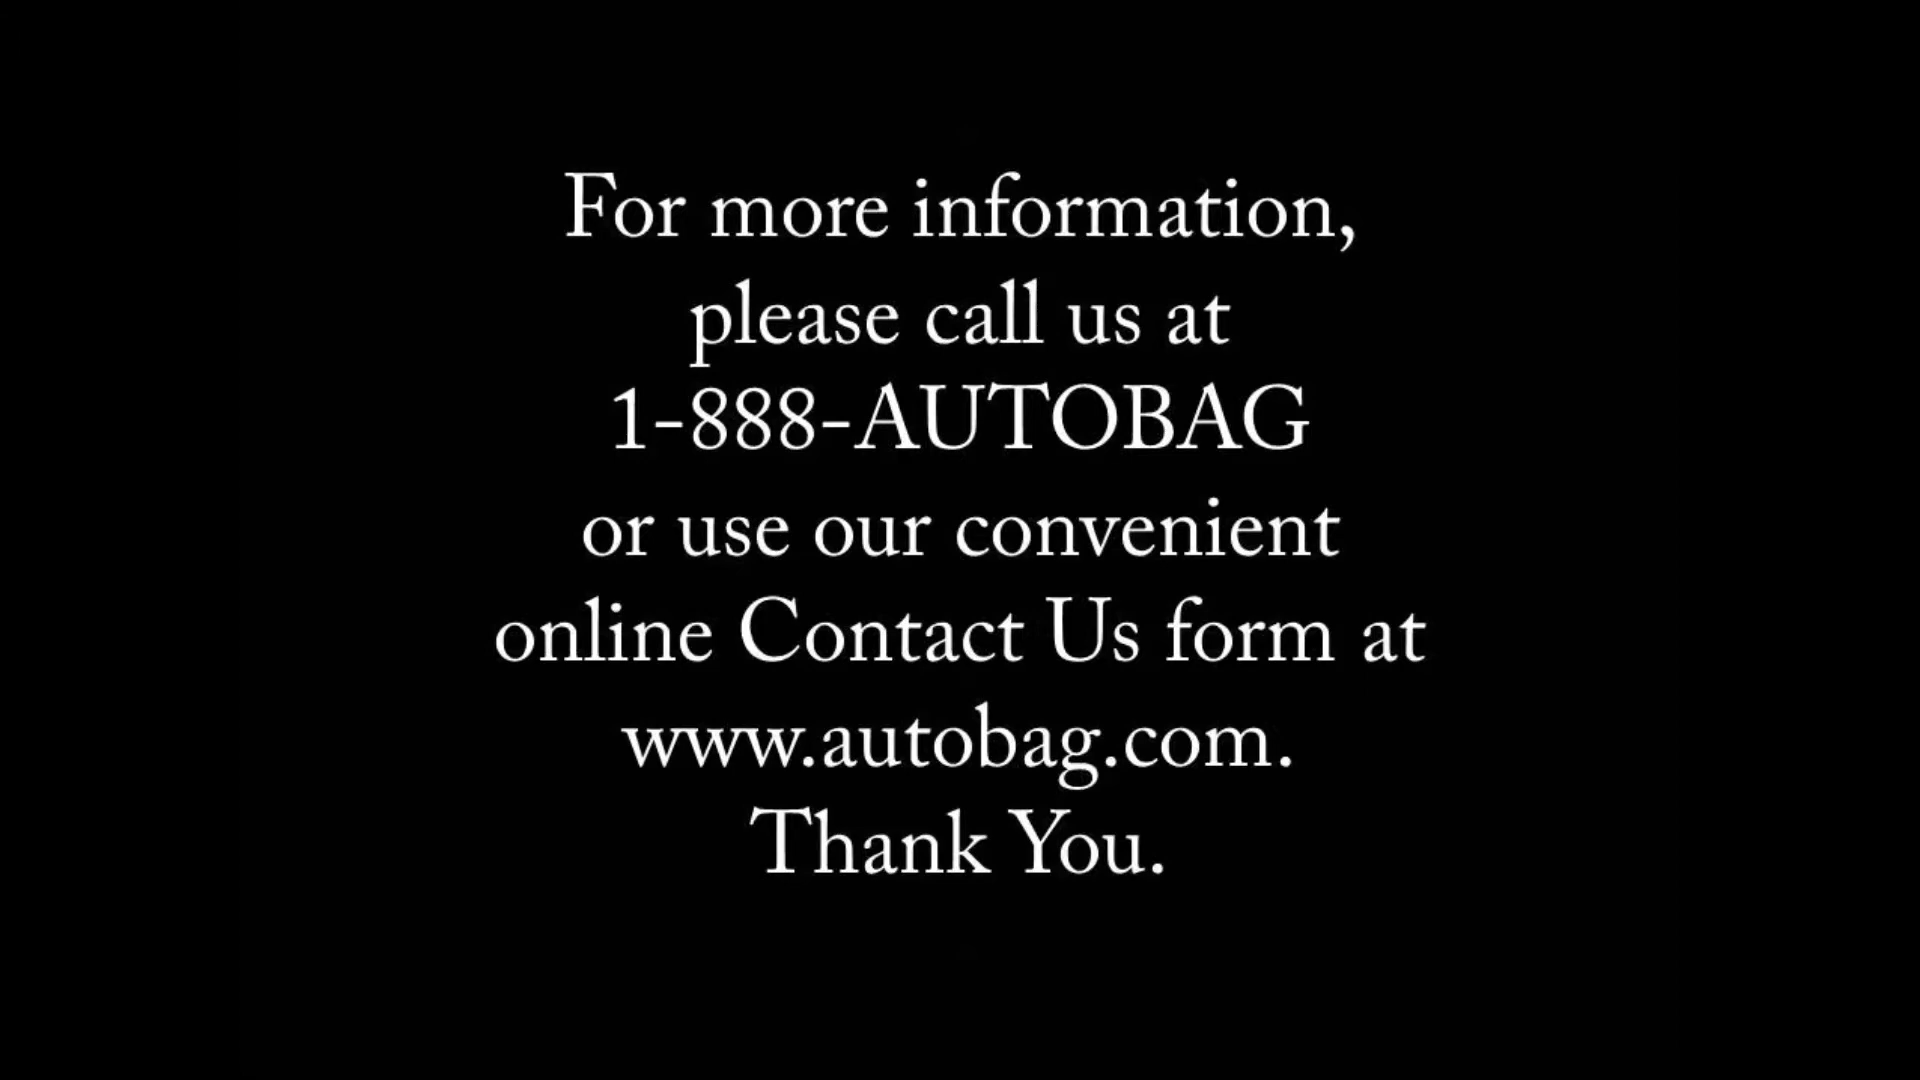 For more information,
please call us at
1-888-AUTOBAG
or use our convenient
online Contact Us form at
www.autobag.com.
Thank You.